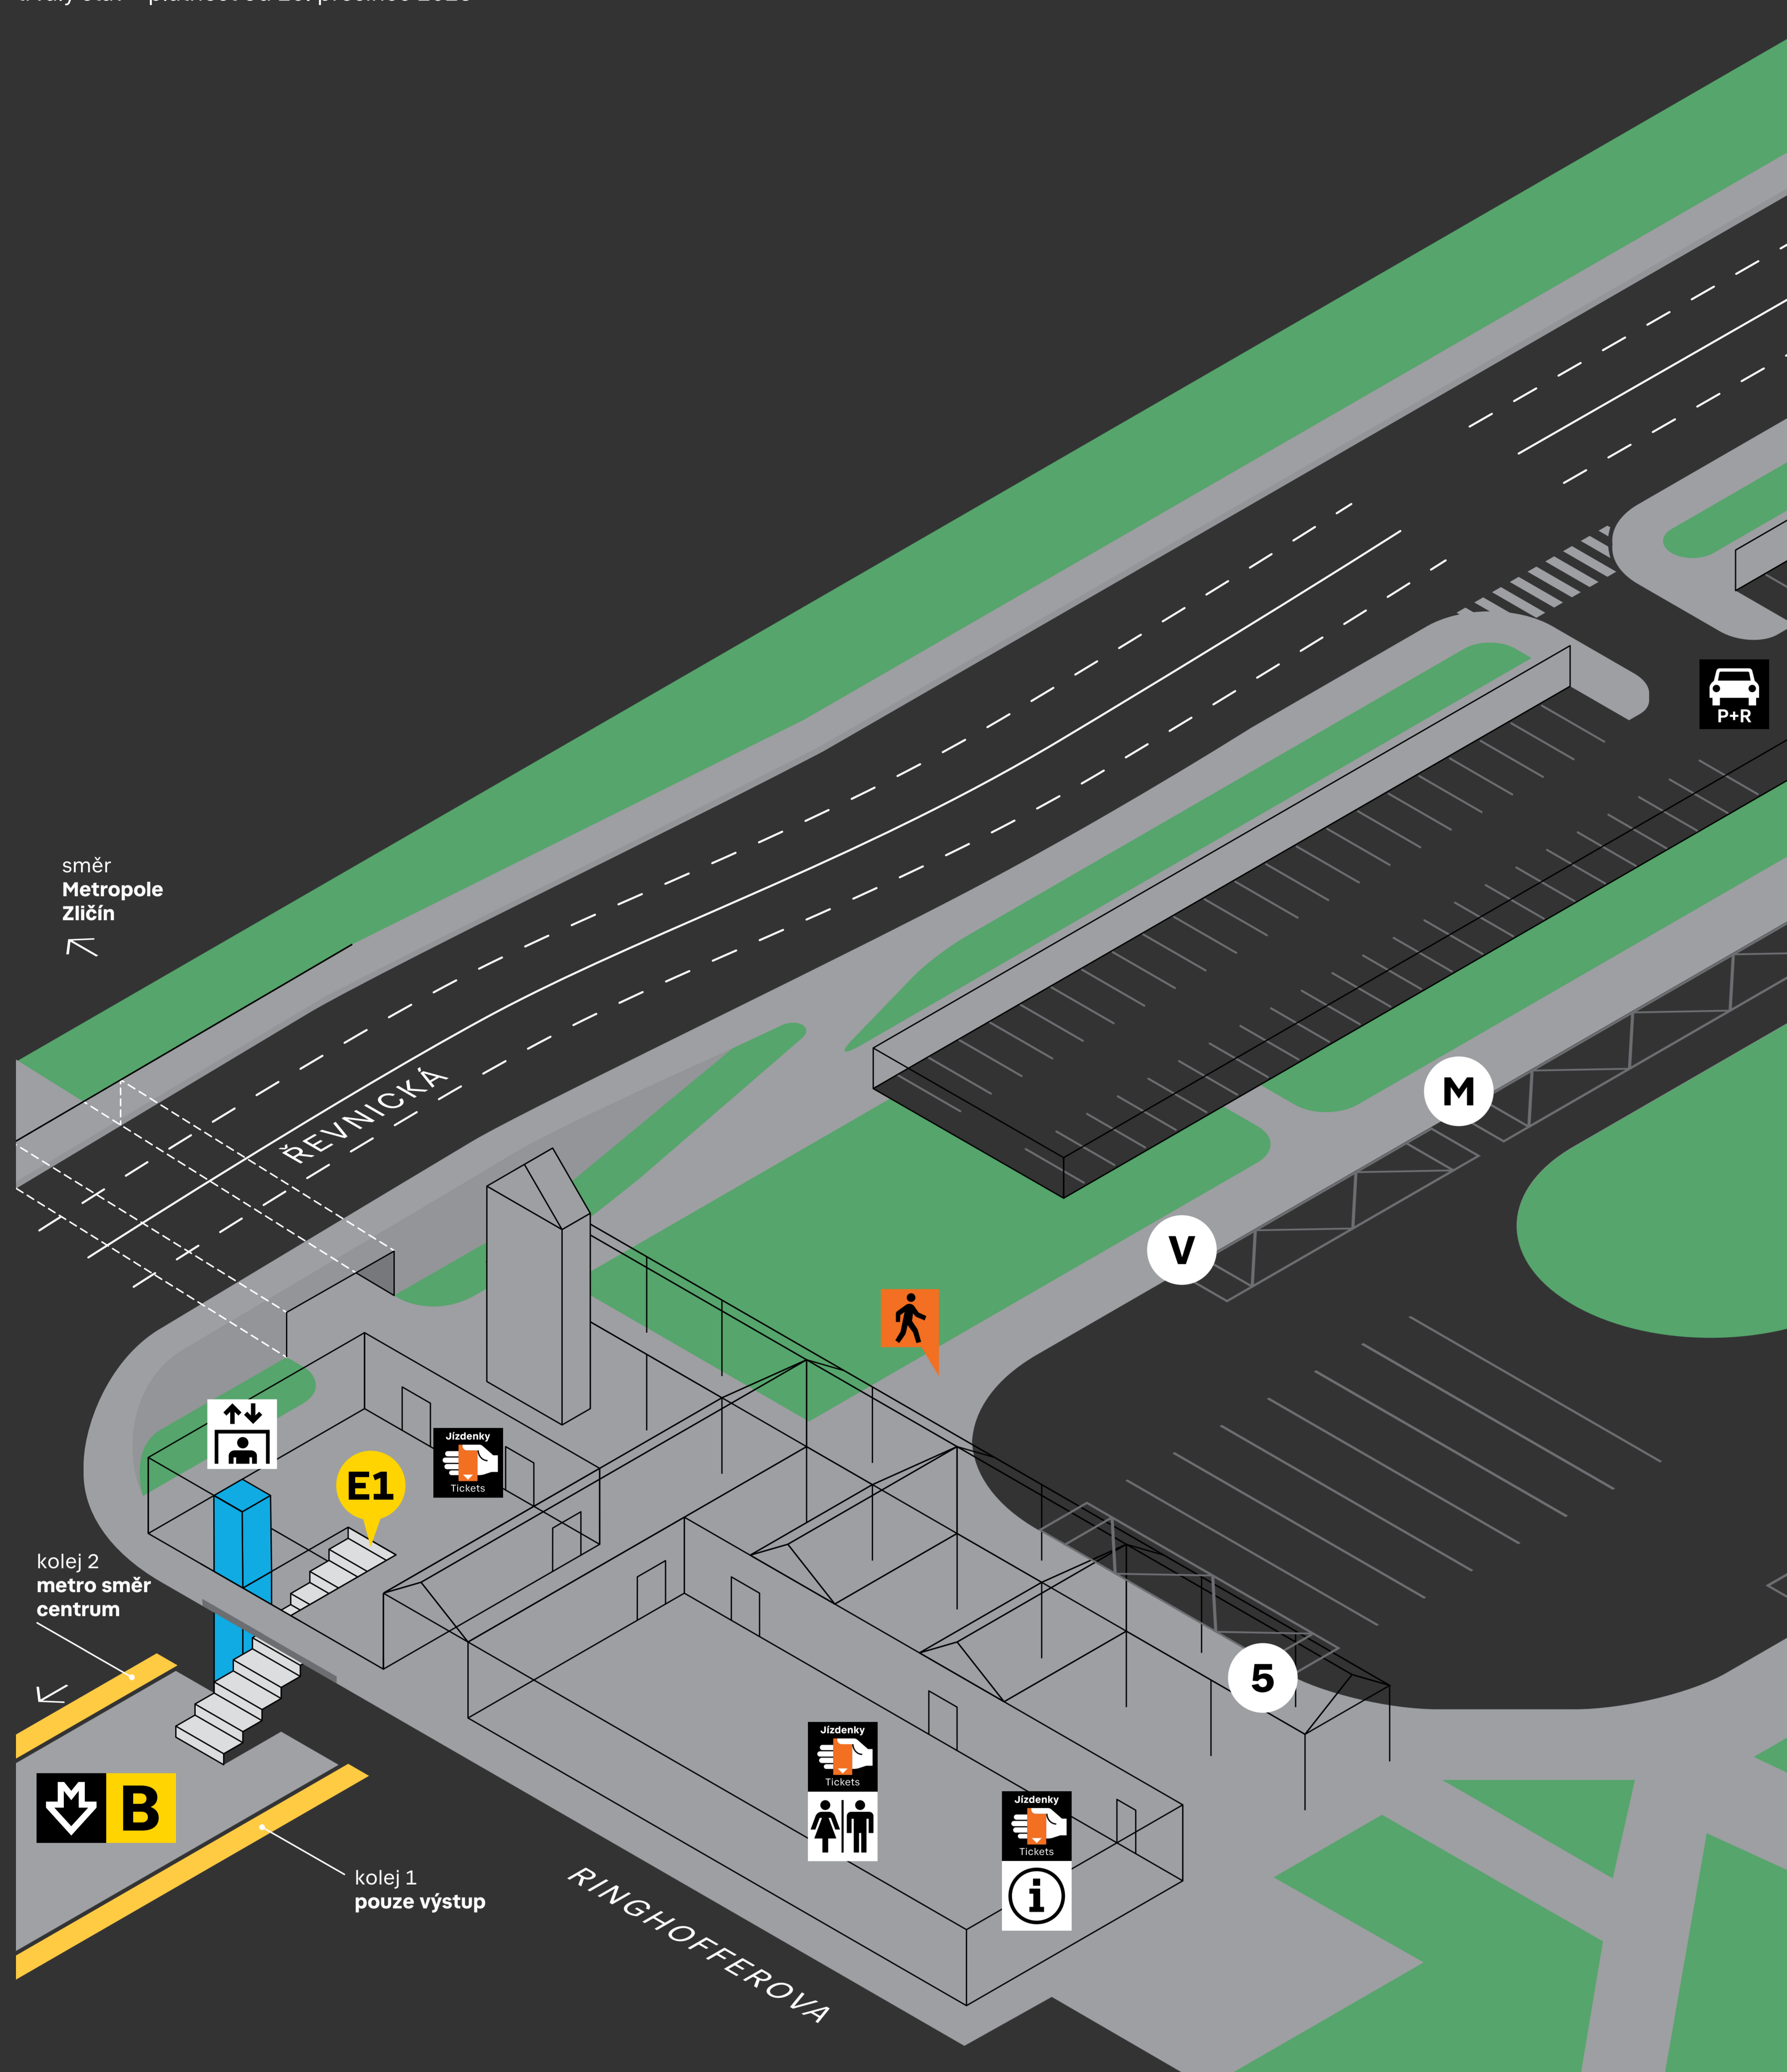 P+R
směr
Metropole
Zličín
ŘEVNICKÁ
M
V
Jízdenky
Tickets
E1
kolej 2
metro směr
centrum
5
Jízdenky
Tickets
Jízdenky
Tickets
i
M B
kolej 1
pouze výstup
RINGHOFFEROVA